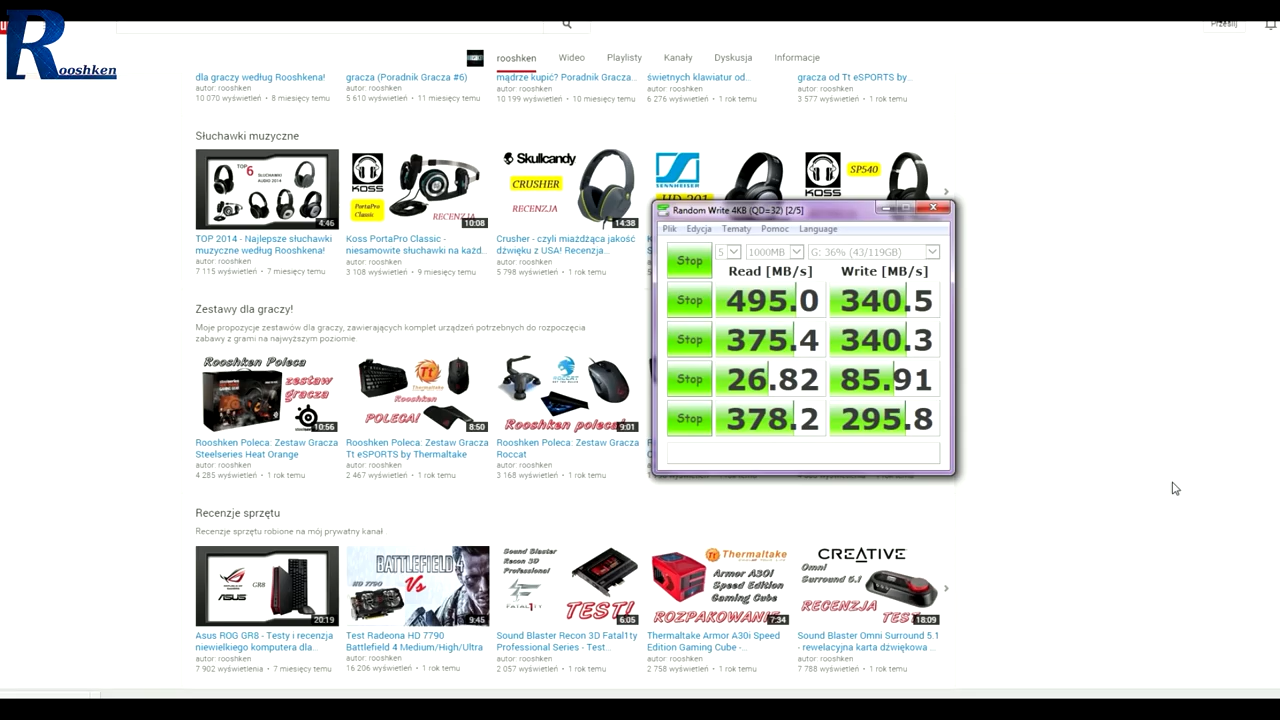 Rooshken
Prześlij
rooshken Wideo Playlisty Kanały Dyskusja Informacje
dla graczy według Rooshkena!
autor: rooshken
10 070 wyświetleń • 8 miesięcy temu
gracza (Poradnik Gracza #6)
autor: rooshken
5 610 wyświetleń • 11 miesięcy temu
mądrze kupić? Poradnik Gracza...
autor: rooshken
10 199 wyświetleń • 10 miesięcy temu
świetnych klawiatur od...
autor: rooshken
6 276 wyświetleń • 1 rok temu
gracza od Tt eSPORTS by...
autor: rooshken
3 577 wyświetleń • 1 rok temu
Słuchawki muzyczne
TOP 6
SŁUCHAWKI
AUDIO 2014
4:46
TOP 2014 - Najlepsze słuchawki
muzyczne według Rooshkena!
autor: rooshken
7 115 wyświetleń • 7 miesięcy temu
KOSS
PortaPro
Classic
RECENZJA
10:08
Koss PortaPro Classic -
niesamowite słuchawki na każd...
autor: rooshken
3 108 wyświetleń • 9 miesięcy temu
Skullcandy
CRUSHER
RECENZJA
14:38
Crusher - czyli miażdżąca jakość
dźwięku z USA! Recenzja...
autor: rooshken
5 798 wyświetleń • 1 rok temu
SENNHEISER
HD 201
KOSS
SP540
Random Write 4KB (QD=32) [2/5]
Plik Edycja Tematy Pomoc Language
Stop 5 1000MB G: 36% (43/119GB)
Read [MB/s] Write [MB/s]
Stop 495.0 340.5
Stop 375.4 340.3
Stop 26.82 85.91
Stop 378.2 295.8
Zestawy dla graczy!
Moje propozycje zestawów dla graczy, zawierających komplet urządzeń potrzebnych do rozpoczęcia
zabawy z grami na najwyższym poziomie
Rooshken Poleca
zestaw
gracza
10:56
Rooshken Poleca: Zestaw Gracza
Steelseries Heat Orange
autor: rooshken
4 285 wyświetleń • 1 rok temu
Tt
Thermaltake
Rooshken
POLECA!
8:50
Rooshken Poleca: Zestaw Gracza
Tt eSPORTS by Thermaltake
autor: rooshken
2 467 wyświetleń • 1 rok temu
ROCCAT
Rooshken poleca
9:01
Rooshken Poleca: Zestaw Gracza
Roccat
autor: rooshken
3 168 wyświetleń • 1 rok temu
Recenzje sprzętu
Recenzje sprzętu robione na mój prywatny kanał
ASUS
GR8
20:19
Asus ROG GR8 - Testy i recenzja
niewielkiego komputera dla...
autor: rooshken
7 902 wyświetlenia • 7 miesięcy temu
BATTLEFIELD 4
HD 7790
Vs
9:45
Test Radeona HD 7790
Battlefield 4 Medium/High/Ultra
autor: rooshken
16 206 wyświetleń • 1 rok temu
Sound Blaster
Recon 3D
Professional
TEST!
6:05
Sound Blaster Recon 3D Fatal1ty
Professional Series - Test...
autor: rooshken
2 057 wyświetleń • 1 rok temu
Tt Thermaltake
Armor A30i
Speed Edition
Gaming Cube
ROZPAKOWANIE
7:34
Thermaltake Armor A30i Speed
Edition Gaming Cube -...
autor: rooshken
2 758 wyświetleń • 1 rok temu
CREATIVE
Omni
Surround 5.1
RECENZJA
TEST
18:09
Sound Blaster Omni Surround 5.1
- rewelacyjna karta dźwiękowa ...
autor: rooshken
7 788 wyświetleń • 1 rok temu